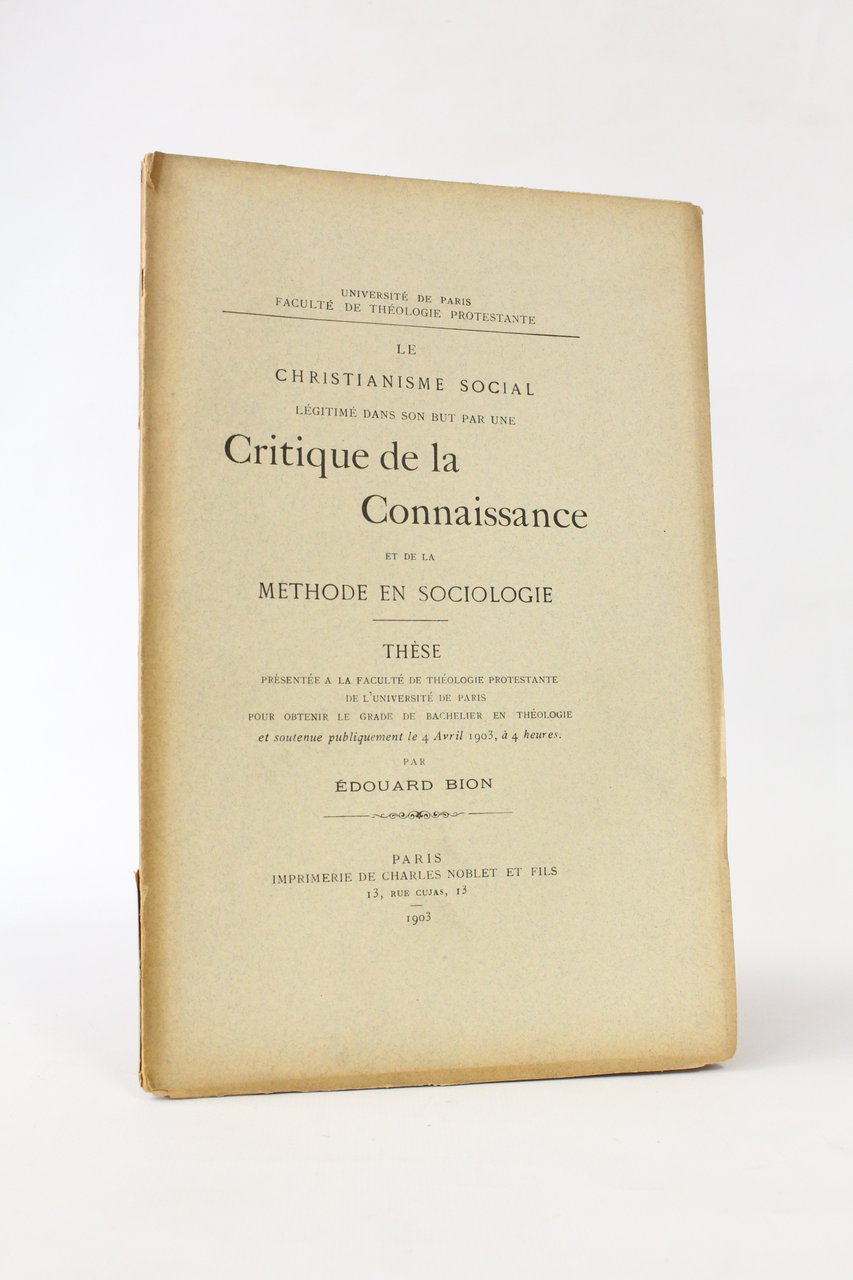 UNIVERSITÉ DE PARIS
FACULTÉ DE THÉOLOGIE PROTESTANTE
LE
CHRISTIANISME SOCIAL
LÉGITIMÉ DANS SON BUT PAR UNE
Critique de la
Connaissance
ET DE LA
MÉTHODE EN SOCIOLOGIE
THÈSE
PRÉSENTÉE A LA FACULTÉ DE THÉOLOGIE PROTESTANTE
DE L'UNIVERSITÉ DE PARIS
POUR OBTENIR LE GRADE DE BACHELIER EN THÉOLOGIE
et soutenue publiquement le 4 Avril 1903, à 4 heures.
PAR
ÉDOUARD BION
PARIS
IMPRIMERIE DE CHARLES NOBLET ET FILS
13, RUE CUJAS, 13
1903